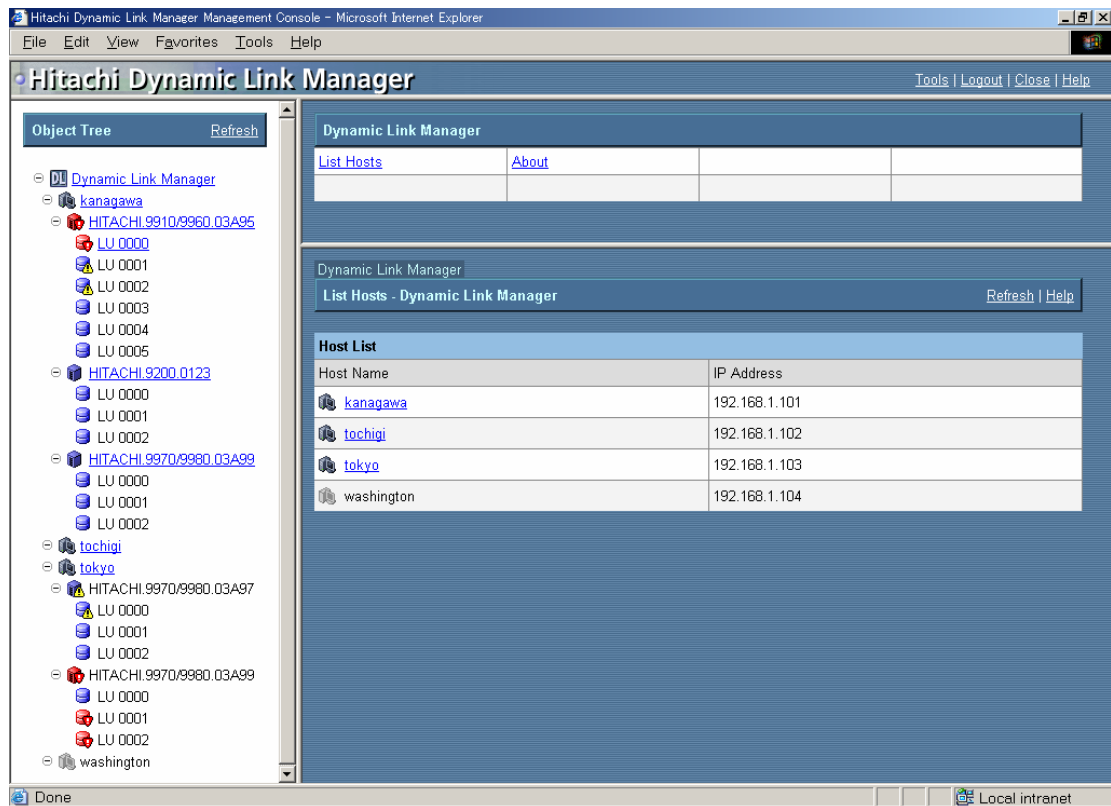 Hitachi Dynamic Link Manager Management Console - Microsoft Internet Explorer
File Edit View Favorites Tools Help
Hitachi Dynamic Link Manager
Tools | Logout | Close | Help
Object Tree Refresh
DL Dynamic Link Manager
kanagawa
HITACHI.9910/9960.03A95
LU 0000
LU 0001
LU 0002
LU 0003
LU 0004
LU 0005
HITACHI.9200.0123
LU 0000
LU 0001
LU 0002
HITACHI.9970/9980.03A99
LU 0000
LU 0001
LU 0002
tochigi
tokyo
HITACHI.9970/9980.03A97
LU 0000
LU 0001
LU 0002
HITACHI.9970/9980.03A99
LU 0000
LU 0001
LU 0002
washington
Dynamic Link Manager
List Hosts About
Dynamic Link Manager
List Hosts - Dynamic Link Manager Refresh | Help
Host List
Host Name IP Address
kanagawa 192.168.1.101
tochigi 192.168.1.102
tokyo 192.168.1.103
washington 192.168.1.104
Done Local intranet